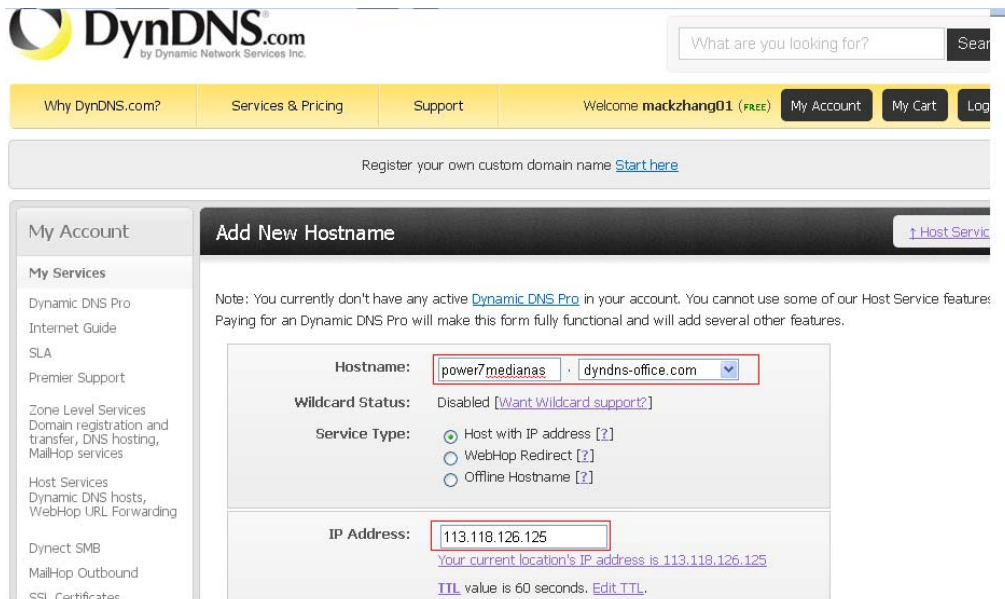 DynDNS.com
by Dynamic Network Services Inc.
What are you looking for?
Sear
Why DynDNS.com?
Services & Pricing
Support
Welcome mackzhang01 (FREE)
My Account
My Cart
Log
Register your own custom domain name Start here
My Account
Add New Hostname
↑ Host Servic
My Services
Dynamic DNS Pro
Internet Guide
SLA
Premier Support
Zone Level Services
Domain registration and
transfer, DNS hosting,
MailHop services
Host Services
Dynamic DNS hosts,
WebHop URL Forwarding
Dynect SMB
MailHop Outbound
SSL Certificates
Note: You currently don't have any active Dynamic DNS Pro in your account. You cannot use some of our Host Service features
Paying for an Dynamic DNS Pro will make this form fully functional and will add several other features.
Hostname: power7medianas . dyndns-office.com
Wildcard Status: Disabled [Want Wildcard support?]
Service Type: Host with IP address [?]
WebHop Redirect [?]
Offline Hostname [?]
IP Address: 113.118.126.125
Your current location's IP address is 113.118.126.125
TTL value is 60 seconds. Edit TTL.